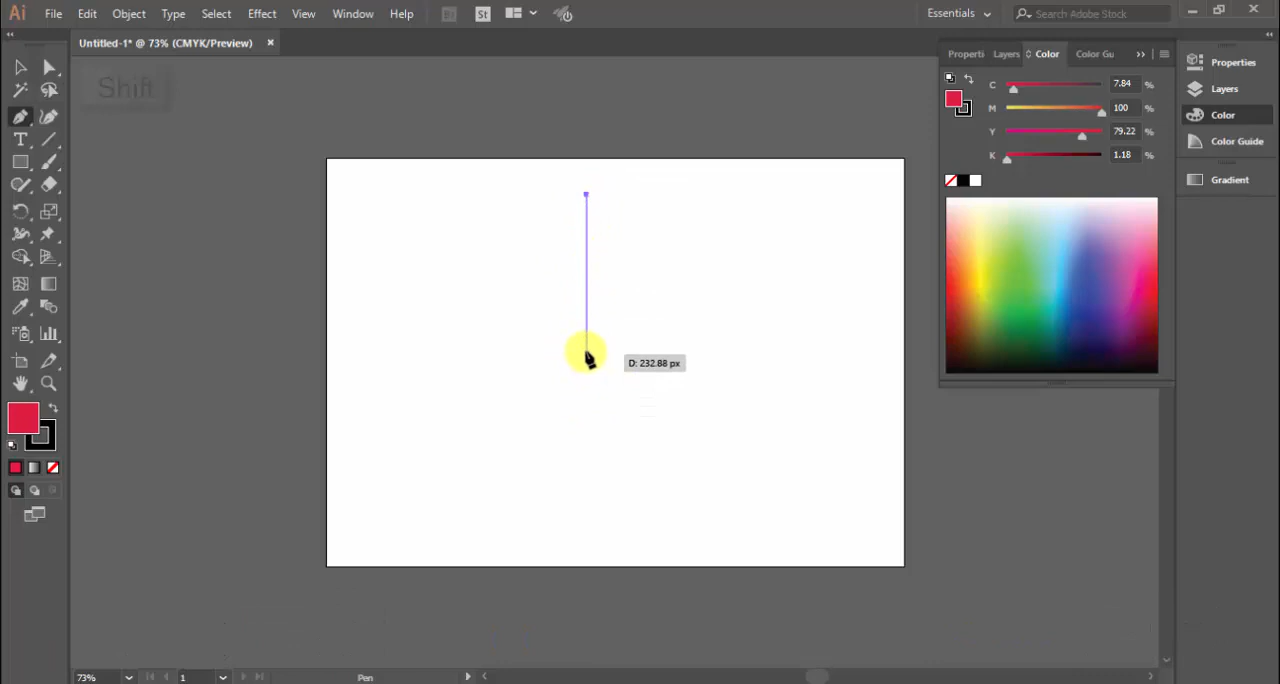 Ai File Edit Object Type Select Effect View Window Help Br St Essentials Search Adobe Stock
Untitled-1* @ 73% (CMYK/Preview)
Shift
Properti Layers Color Color Gu
C 7.84 %
M 100 %
Y 79.22 %
K 1.18 %
Properties
Layers
Color
Color Guide
Gradient
D: 232.88 px
73% 1 Pen